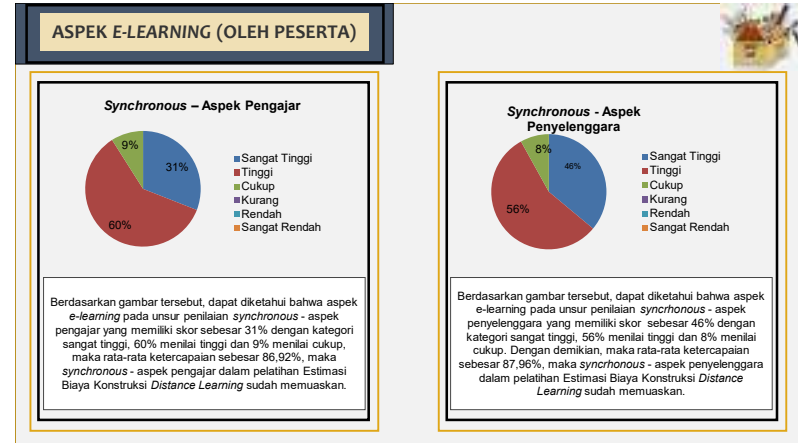 ASPEK E-LEARNING (OLEH PESERTA)
Synchronous – Aspek Pengajar
9%
31%
60%
Sangat Tinggi
Tinggi
Cukup
Kurang
Rendah
Sangat Rendah
Berdasarkan gambar tersebut, dapat diketahui bahwa aspek
e-learning pada unsur penilaian synchronous - aspek
pengajar yang memiliki skor sebesar 31% dengan kategori
sangat tinggi, 60% menilai tinggi dan 9% menilai cukup,
maka rata-rata ketercapaian sebesar 86,92%, maka
synchronous - aspek pengajar dalam pelatihan Estimasi
Biaya Konstruksi Distance Learning sudah memuaskan.
Synchronous - Aspek
Penyelenggara
8%
46%
56%
Sangat Tinggi
Tinggi
Cukup
Kurang
Rendah
Sangat Rendah
Berdasarkan gambar tersebut, dapat diketahui bahwa aspek
e-learning pada unsur penilaian syncrhonous - aspek
penyelenggara yang memiliki skor sebesar 46% dengan
kategori sangat tinggi, 56% menilai tinggi dan 8% menilai
cukup. Dengan demikian, maka rata-rata ketercapaian
sebesar 87,96%, maka syncrhonous - aspek penyelenggara
dalam pelatihan Estimasi Biaya Konstruksi Distance
Learning sudah memuaskan.